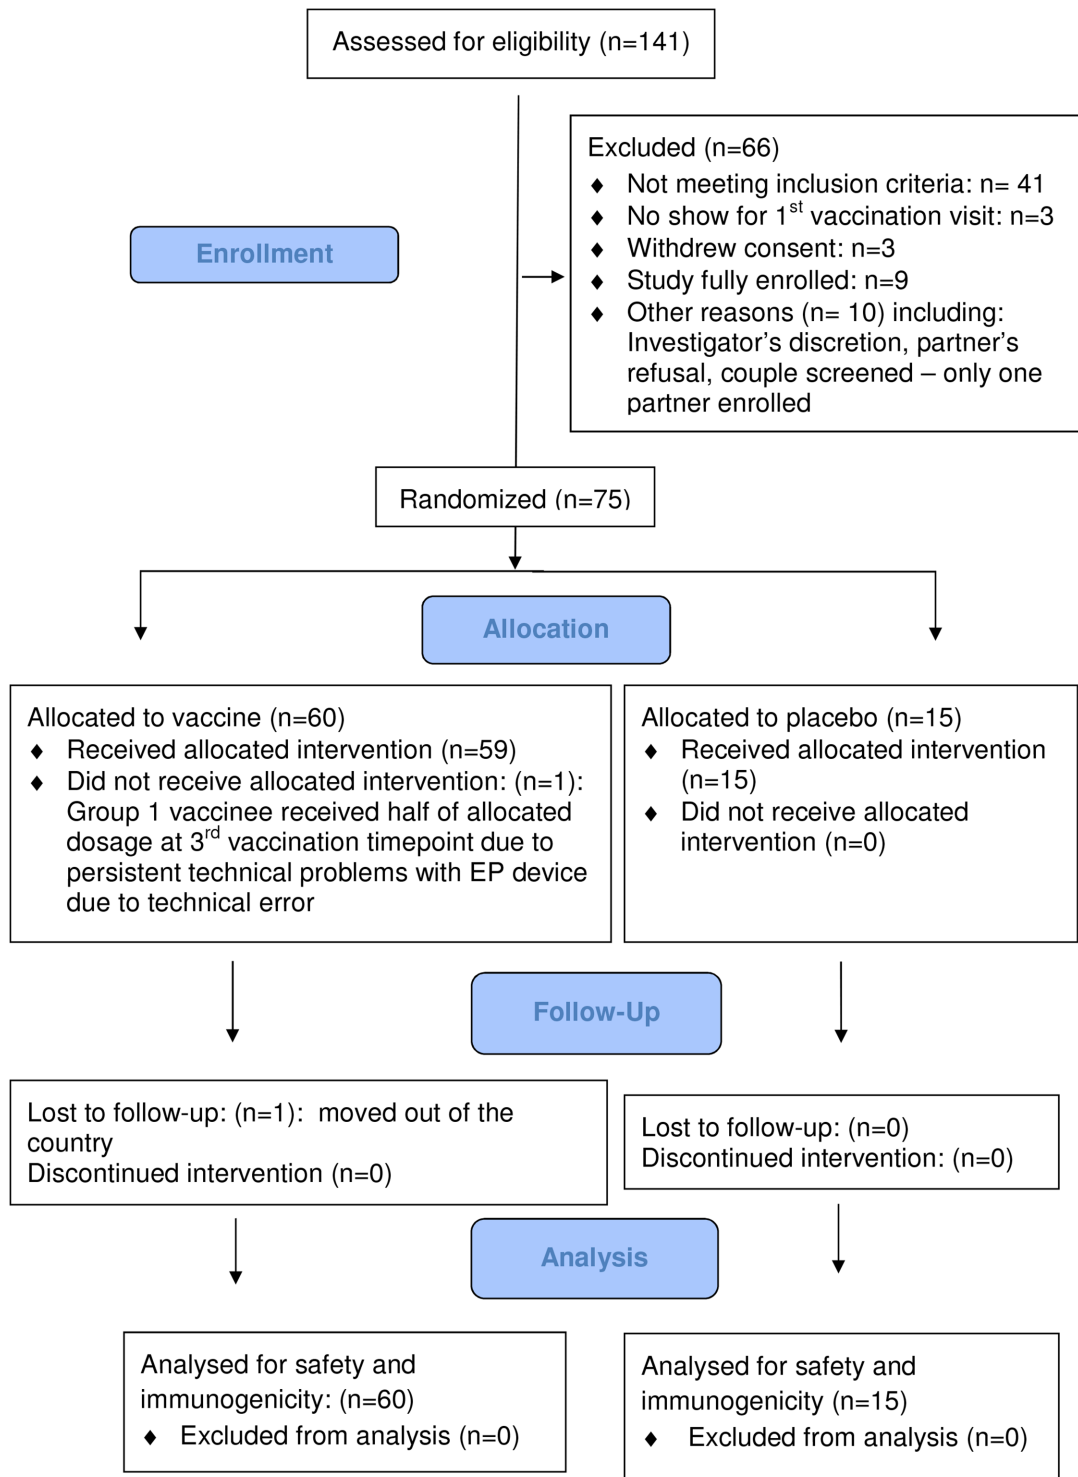 Assessed for eligibility (n=141)
Excluded (n=66)
♦ Not meeting inclusion criteria: n= 41
♦ No show for 1st vaccination visit: n=3
♦ Withdrew consent: n=3
♦ Study fully enrolled: n=9
♦ Other reasons (n= 10) including:
Investigator's discretion, partner's
refusal, couple screened – only one
partner enrolled
Enrollment
Randomized (n=75)
Allocation
Allocated to vaccine (n=60)
♦ Received allocated intervention (n=59)
♦ Did not receive allocated intervention: (n=1):
Group 1 vaccinee received half of allocated
dosage at 3rd vaccination timepoint due to
persistent technical problems with EP device
due to technical error
Allocated to placebo (n=15)
♦ Received allocated intervention
(n=15)
♦ Did not receive allocated
intervention (n=0)
Follow-Up
Lost to follow-up: (n=1): moved out of the
country
Discontinued intervention (n=0)
Lost to follow-up: (n=0)
Discontinued intervention: (n=0)
Analysis
Analysed for safety and
immunogenicity: (n=60)
♦ Excluded from analysis (n=0)
Analysed for safety and
immunogenicity (n=15)
♦ Excluded from analysis (n=0)